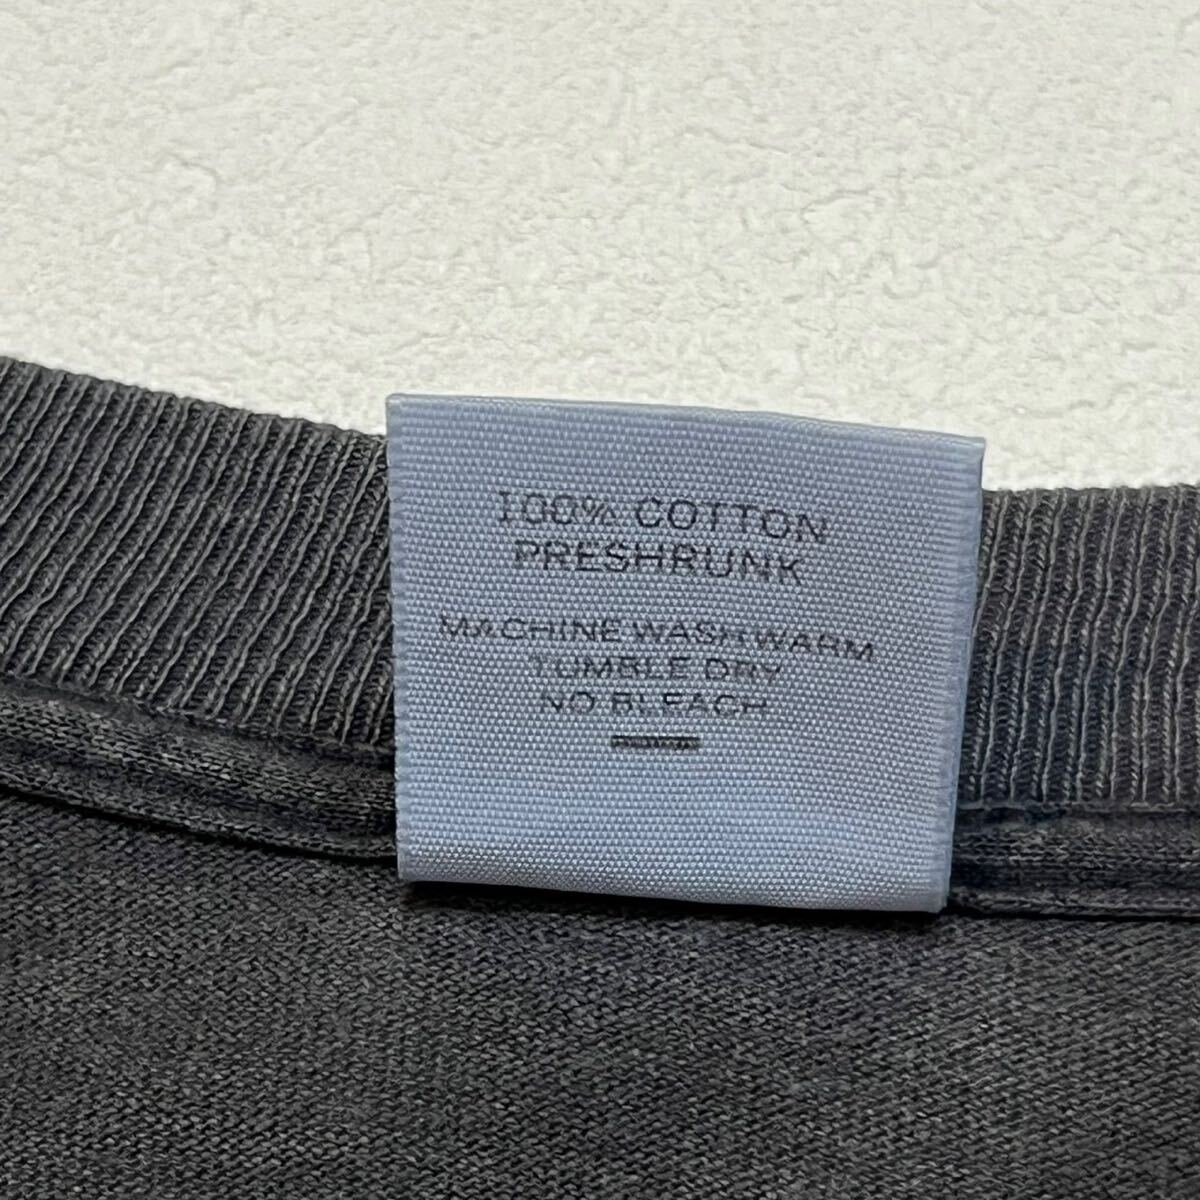 100% COTTON
PRESHRUNK
MACHINE WASH WARM
TUMBLE DRY
NO BLEACH